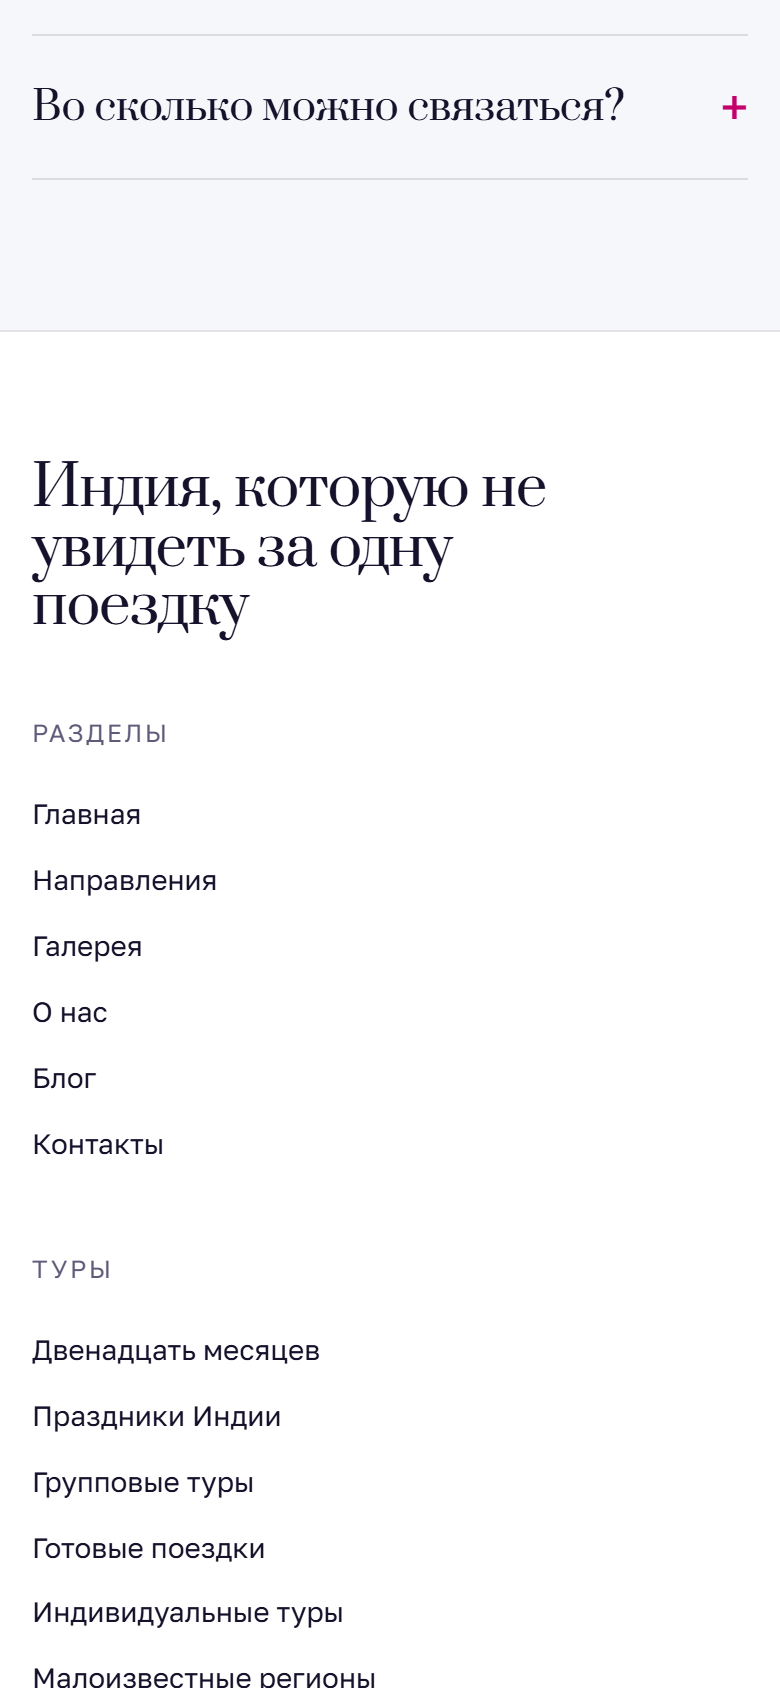 Во сколько можно связаться?
+
Индия, которую не
увидеть за одну
поездку
РАЗДЕЛЫ
Главная
Направления
Галерея
О нас
Блог
Контакты
ТУРЫ
Двенадцать месяцев
Праздники Индии
Групповые туры
Готовые поездки
Индивидуальные туры
Малоизвестные регионы